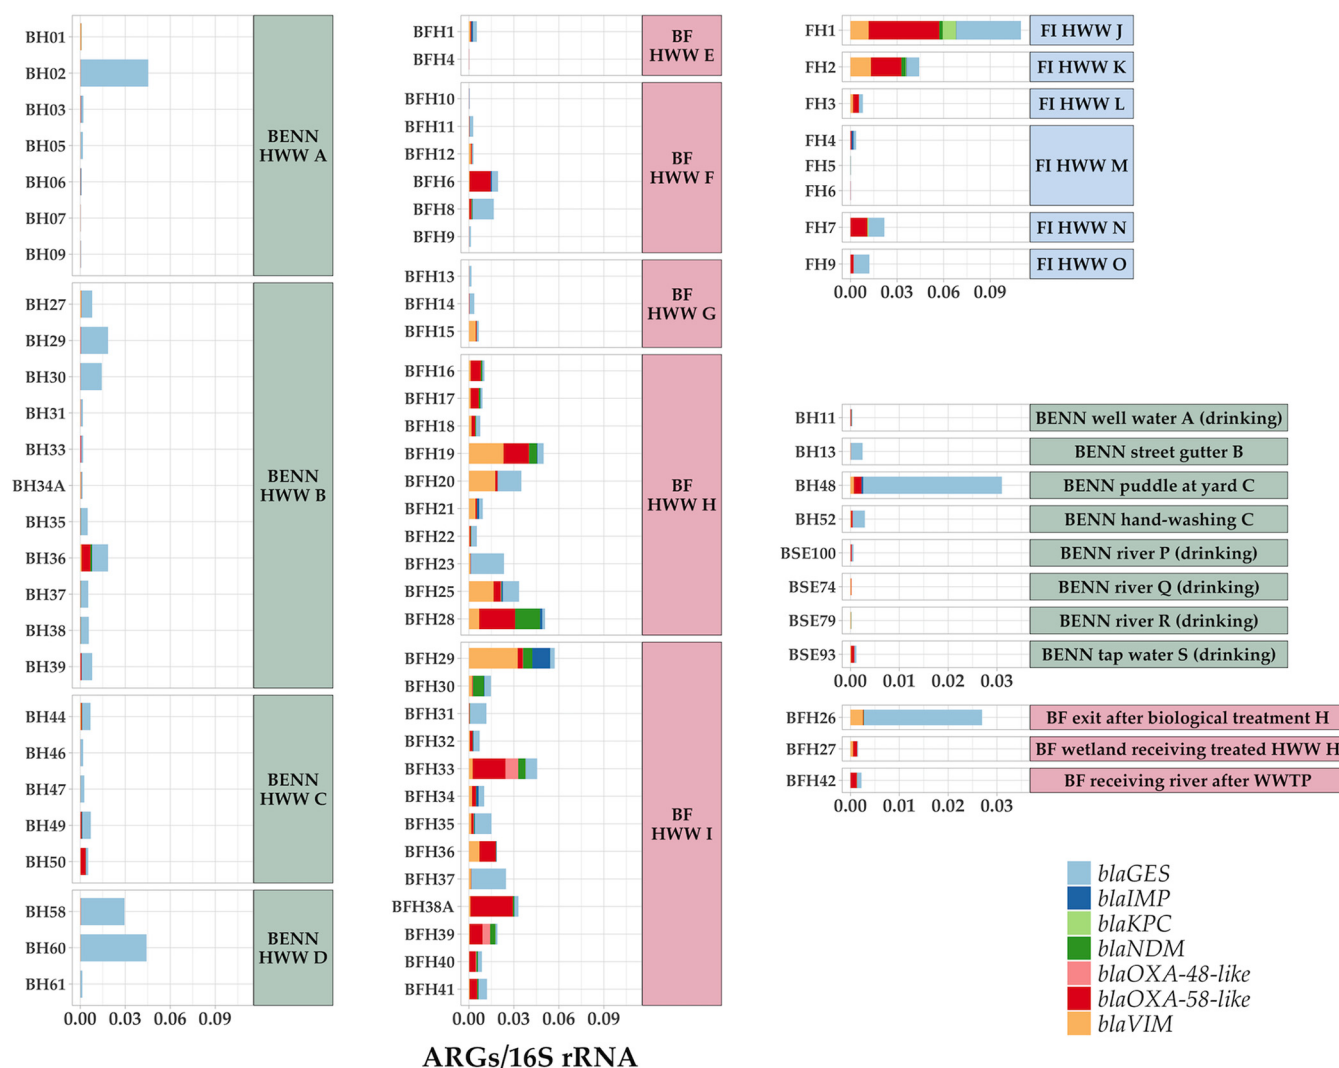 BH01
BH02
BH03
BH05
BH06
BH07
BH09
BENN
HWW A
BH27
BH29
BH30
BH31
BH33
BH34A
BH35
BH36
BH37
BH38
BH39
BENN
HWW B
BH44
BH46
BH47
BH49
BH50
BENN
HWW C
BH58
BH60
BH61
BENN
HWW D
0.00 0.03 0.06 0.09
BFH1
BFH4
BF
HWW E
BFH10
BFH11
BFH12
BFH6
BFH8
BFH9
BF
HWW F
BFH13
BFH14
BFH15
BF
HWW G
BFH16
BFH17
BFH18
BFH19
BFH20
BFH21
BFH22
BFH23
BFH25
BFH28
BF
HWW H
BFH29
BFH30
BFH31
BFH32
BFH33
BFH34
BFH35
BFH36
BFH37
BFH38A
BFH39
BFH40
BFH41
BF
HWW I
0.00 0.03 0.06 0.09
ARGs/16S rRNA
FH1 FI HWW J
FH2 FI HWW K
FH3 FI HWW L
FH4
FH5 FI HWW M
FH6
FH7 FI HWW N
FH9 FI HWW O
0.00 0.03 0.06 0.09
BH11 BENN well water A (drinking)
BH13 BENN street gutter B
BH48 BENN puddle at yard C
BH52 BENN hand-washing C
BSE100 BENN river P (drinking)
BSE74 BENN river Q (drinking)
BSE79 BENN river R (drinking)
BSE93 BENN tap water S (drinking)
0.00 0.01 0.02 0.03
BFH26 BF exit after biological treatment H
BFH27 BF wetland receiving treated HWW H
BFH42 BF receiving river after WWTP
0.00 0.01 0.02 0.03
blaGES
blaIMP
blaKPC
blaNDM
blaOXA-48-like
blaOXA-58-like
blaVIM